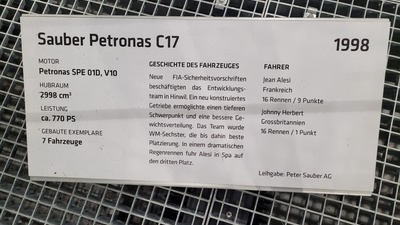 Sauber Petronas C17
1998
MOTOR
Petronas SPE 01D, V10
HUBRAUM
2998 cm³
LEISTUNG
ca. 770 PS
GEBAUTE EXEMPLARE
7 Fahrzeuge
GESCHICHTE DES FAHRZEUGES
Neue FIA-Sicherheitsvorschriften
beschäftigten das Entwicklungs-
team in Hinwil. Ein neu konstruiertes
Getriebe ermöglichte einen tieferen
Schwerpunkt und eine bessere Ge-
wichtsverteilung. Das Team wurde
WM-Sechster, die bis dahin beste
Platzierung. In einem dramatischen
Regenrennen fuhr Alesi in Spa auf
den dritten Platz.
FAHRER
Jean Alesi
Frankreich
16 Rennen / 9 Punkte
Johnny Herbert
Grossbritannien
16 Rennen / 1 Punkt
Leihgabe: Peter Sauber AG